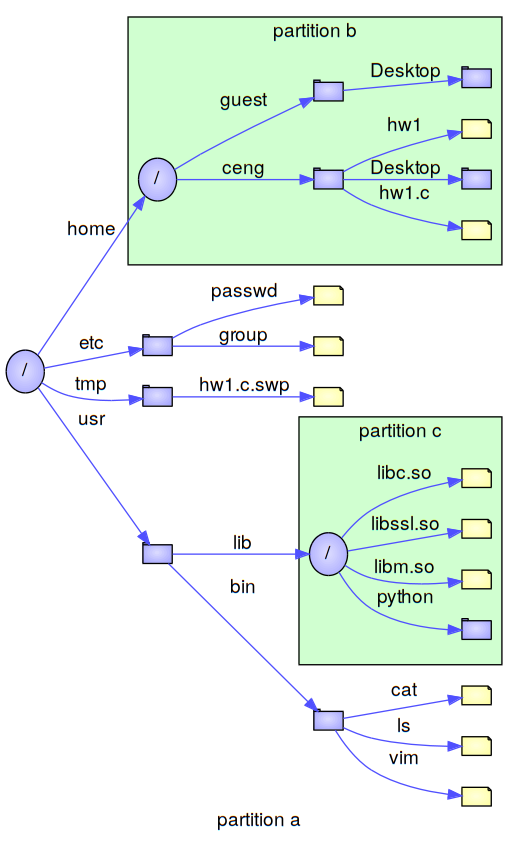 partition b
Desktop
guest
hw1
/
ceng
Desktop
hw1.c
home
passwd
etc
group
/
tmp
hw1.c.swp
usr
partition c
libc.so
libssl.so
lib
/
libm.so
bin
python
cat
ls
vim
partition a